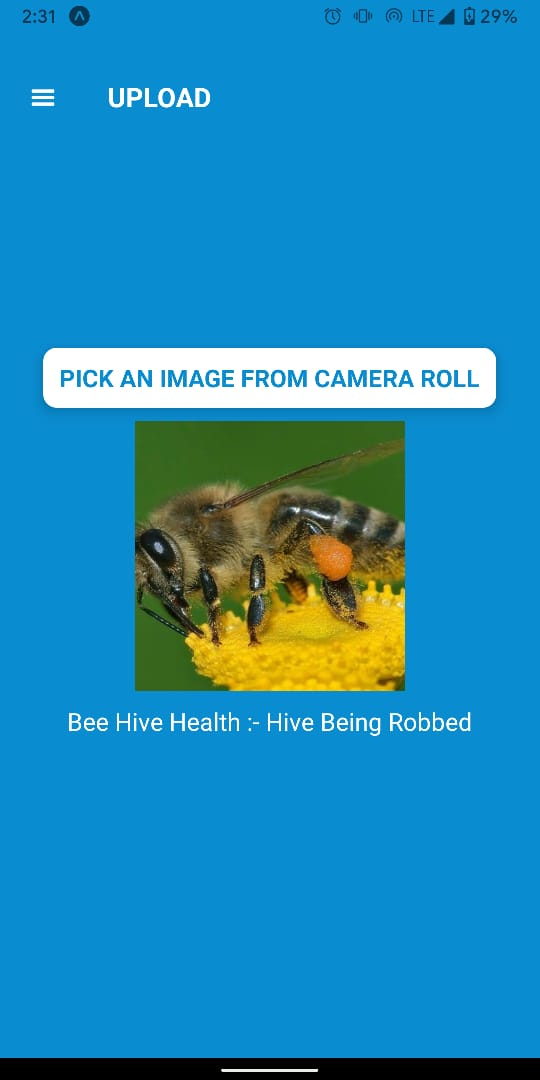 2:31 LTE 29%
UPLOAD
PICK AN IMAGE FROM CAMERA ROLL
Bee Hive Health :- Hive Being Robbed